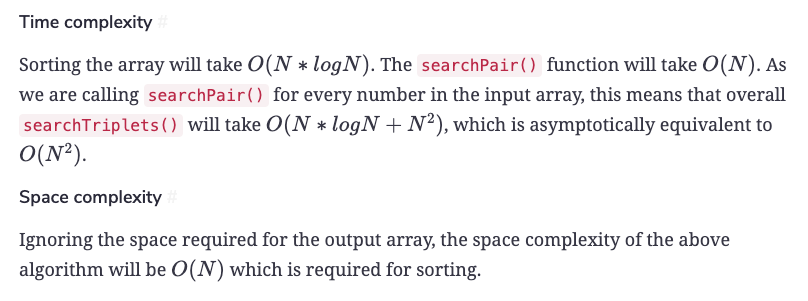 Time complexity #
Sorting the array will take O(N * logN). The searchPair() function will take O(N). As
we are calling searchPair() for every number in the input array, this means that overall
searchTriplets() will take O(N * logN + N²), which is asymptotically equivalent to
O(N²).
Space complexity #
Ignoring the space required for the output array, the space complexity of the above
algorithm will be O(N) which is required for sorting.